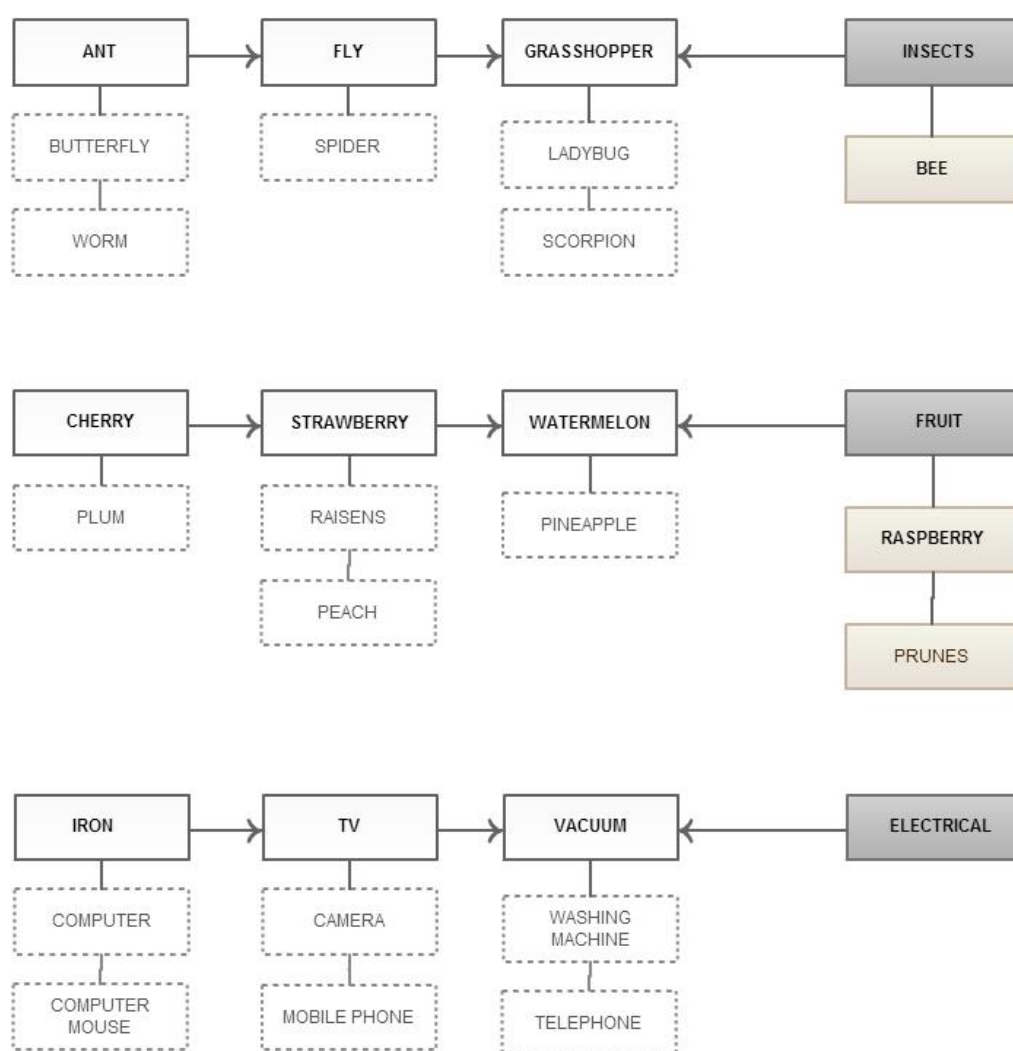 ANT
FLY
GRASSHOPPER
INSECTS
BUTTERFLY
SPIDER
LADYBUG
BEE
WORM
SCORPION
CHERRY
STRAWBERRY
WATERMELON
FRUIT
PLUM
RAISENS
PINEAPPLE
RASPBERRY
PEACH
PRUNES
IRON
TV
VACUUM
ELECTRICAL
COMPUTER
CAMERA
WASHING
MACHINE
COMPUTER
MOUSE
MOBILE PHONE
TELEPHONE